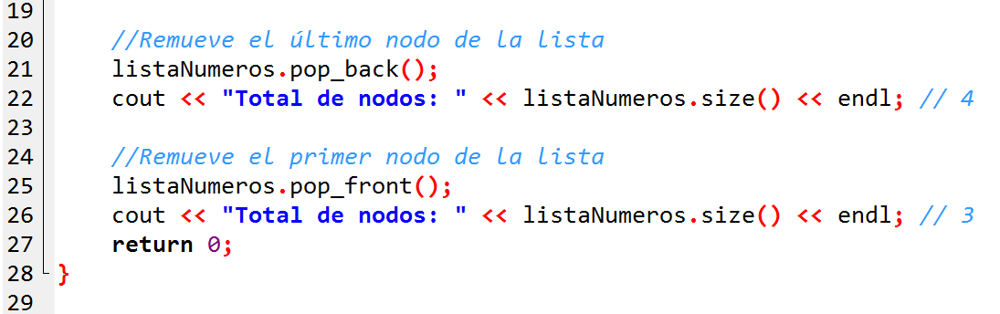 19
20 //Remueve el último nodo de la lista
21 listaNumeros.pop_back();
22 cout << "Total de nodos: " << listaNumeros.size() << endl; // 4
23
24 //Remueve el primer nodo de la lista
25 listaNumeros.pop_front();
26 cout << "Total de nodos: " << listaNumeros.size() << endl; // 3
27 return 0;
28 }
29